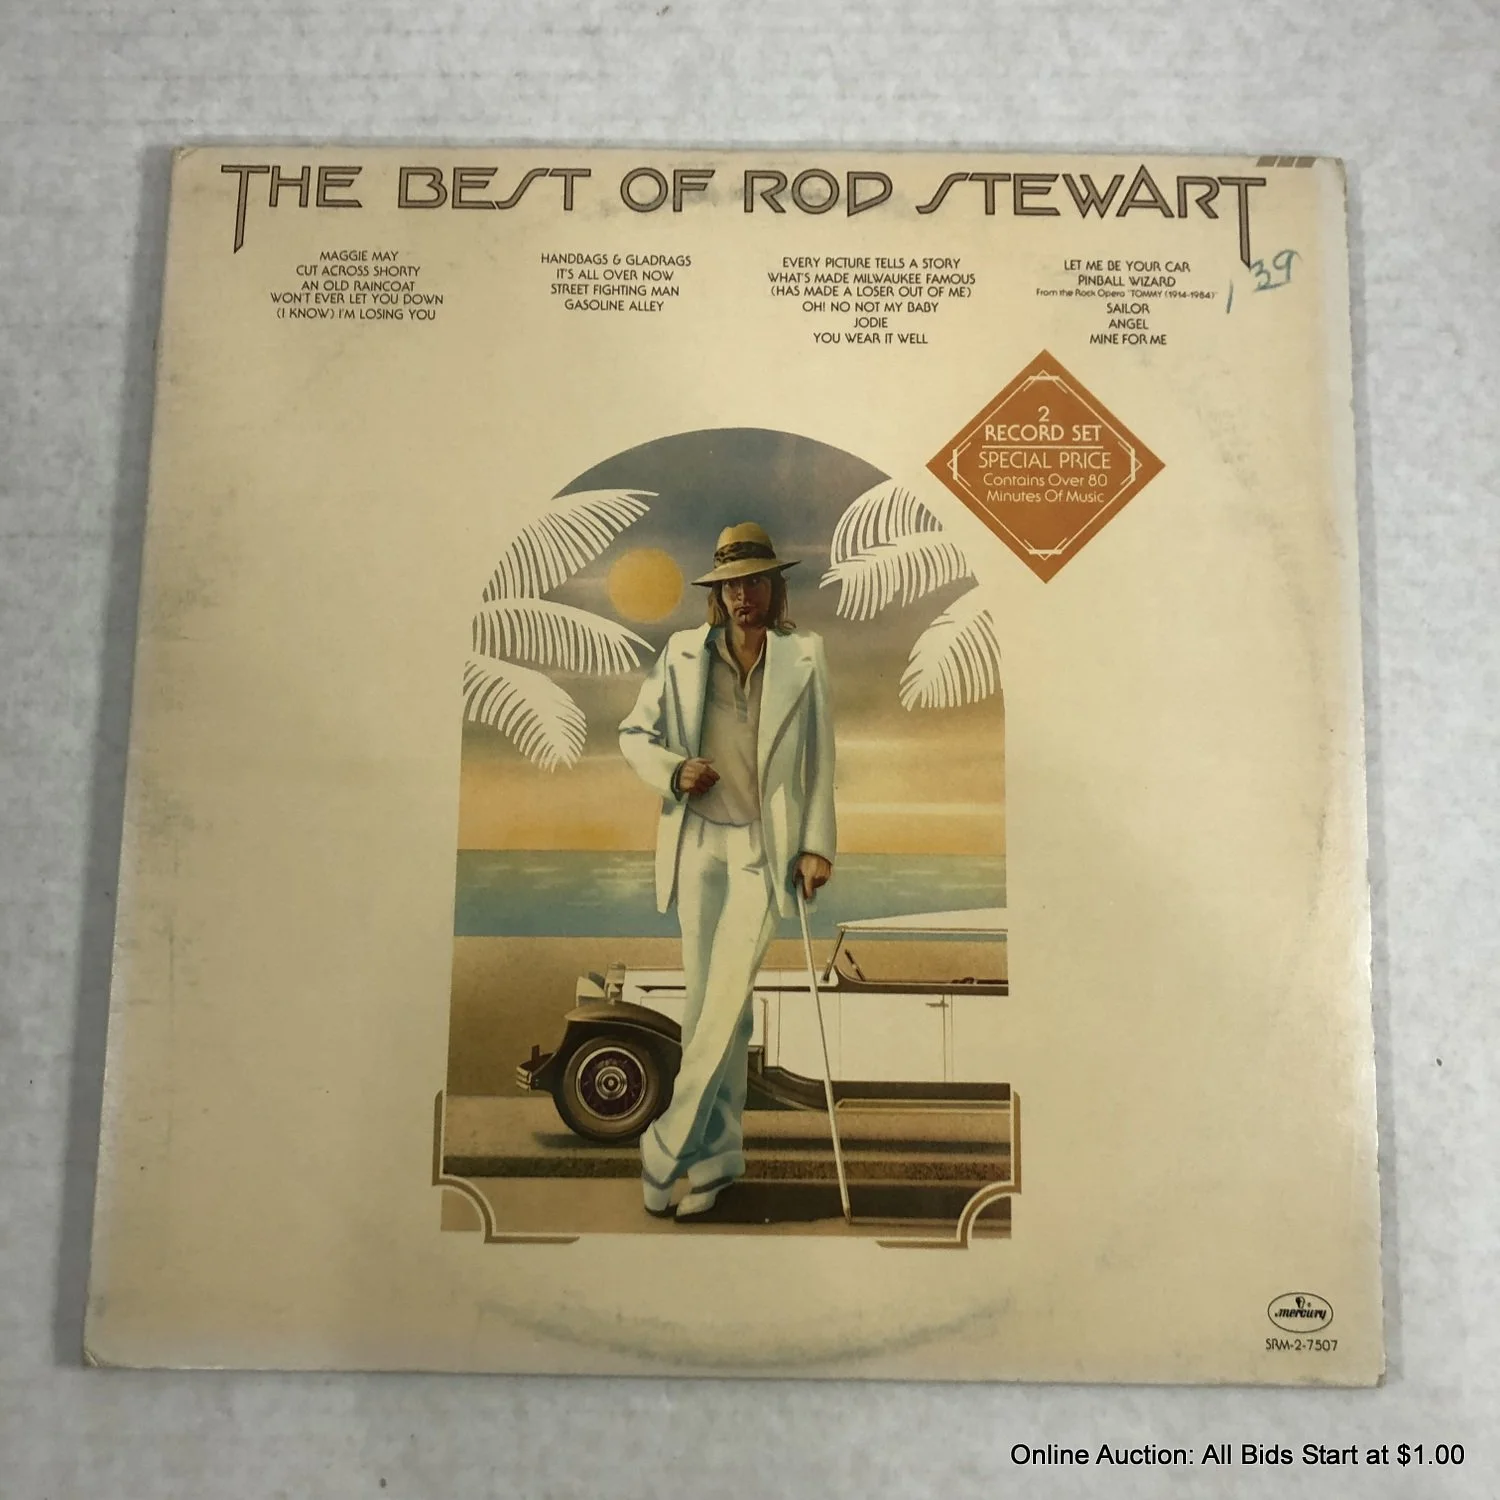 THE BEST OF ROD STEWART
MAGGIE MAY
CUT ACROSS SHORTY
AN OLD RAINCOAT
WON'T EVER LET YOU DOWN
(I KNOW) I'M LOSING YOU
HANDBAGS & GLADRAGS
IT'S ALL OVER NOW
STREET FIGHTING MAN
GASOLINE ALLEY
EVERY PICTURE TELLS A STORY
WHAT'S MADE MILWAUKEE FAMOUS
(HAS MADE A LOSER OUT OF ME)
OH! NO NOT MY BABY
JODIE
YOU WEAR IT WELL
LET ME BE YOUR CAR
PINBALL WIZARD
From the Rock Opera "TOMMY (1914-1984)"
SAILOR
ANGEL
MINE FOR ME
1 39
2
RECORD SET
SPECIAL PRICE
Contains Over 80
Minutes Of Music
mercury
SRM-2-7507
Online Auction: All Bids Start at $1.00